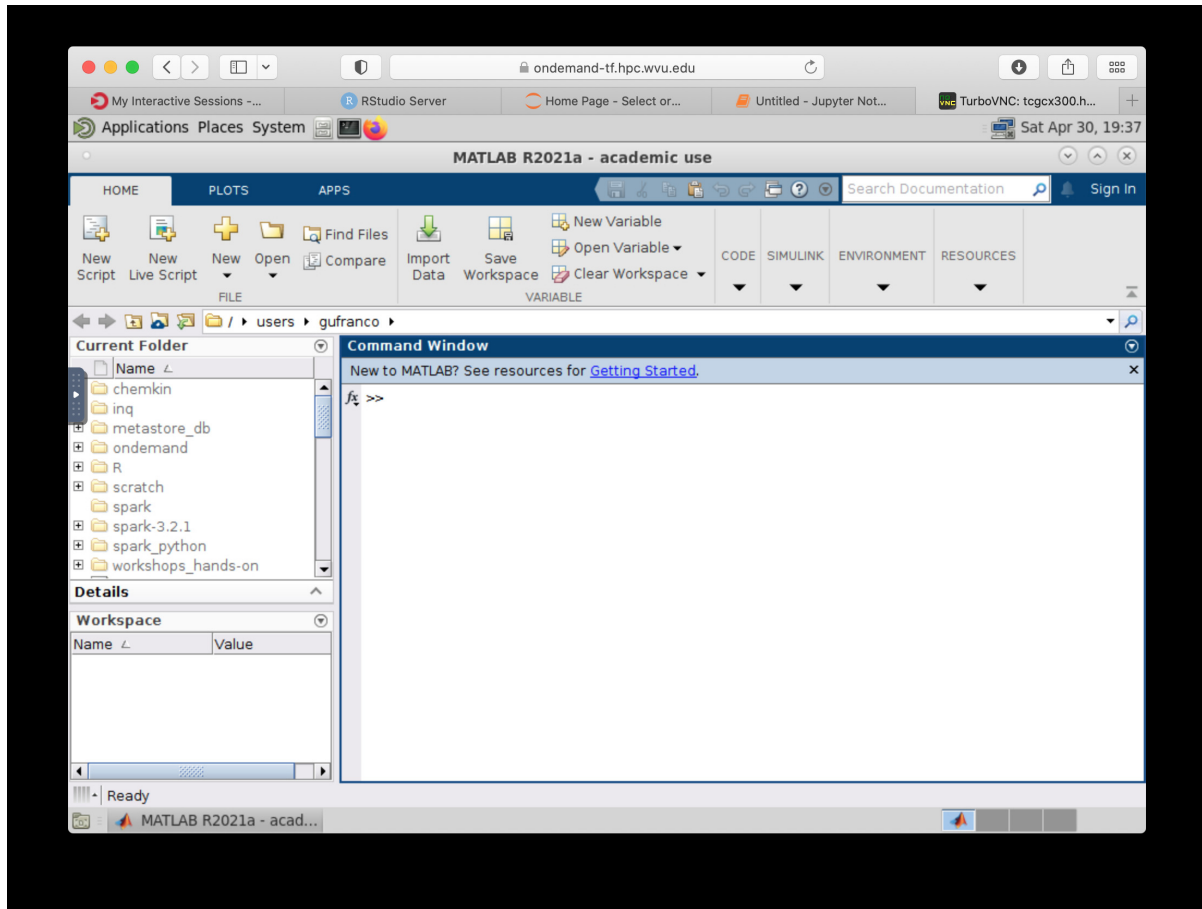 ondemand-tf.hpc.wvu.edu
My Interactive Sessions -...
R RStudio Server
Home Page - Select or...
Untitled - Jupyter Not...
VNC TurboVNC: tcgcx300.h...
Applications Places System
Sat Apr 30, 19:37
MATLAB R2021a - academic use
HOME PLOTS APPS
Search Documentation
Sign In
New Script
New Live Script
New
Open
Find Files
Compare
FILE
Import Data
Save Workspace
New Variable
Open Variable
Clear Workspace
VARIABLE
CODE
SIMULINK
ENVIRONMENT
RESOURCES
/ users gufranco
Current Folder
Name
chemkin
inq
metastore_db
ondemand
R
scratch
spark
spark-3.2.1
spark_python
workshops_hands-on
Details
Workspace
Name Value
Command Window
New to MATLAB? See resources for Getting Started.
fx >>
Ready
MATLAB R2021a - acad...